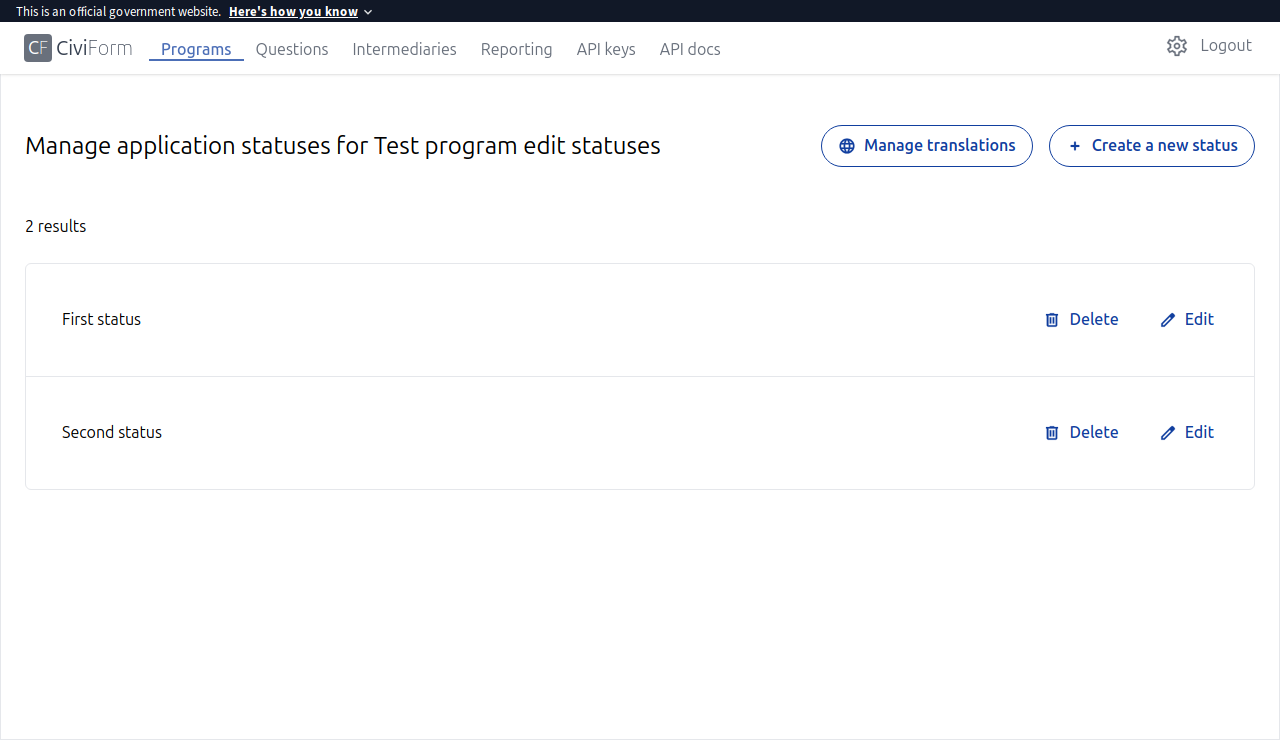 This is an official government website. Here's how you know
CF CiviForm Programs Questions Intermediaries Reporting API keys API docs Logout
Manage application statuses for Test program edit statuses Manage translations + Create a new status
2 results
First status Delete Edit
Second status Delete Edit